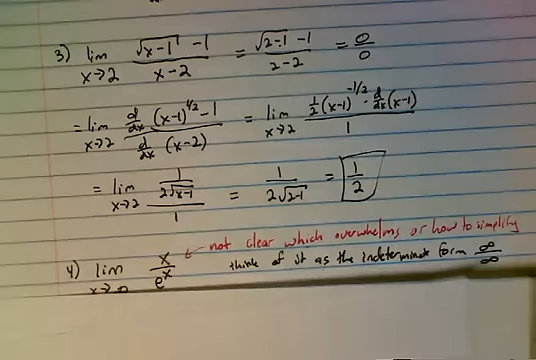 3) lim x→2 (√(x-1) - 1)/(x-2) = (√(2-1) - 1)/(2-2) = 0/0
= lim x→2 (d/dx (x-1)^1/2 - 1)/(d/dx (x-2)) = lim x→2 (1/2 (x-1)^-1/2 · d/dx (x-1))/1
= lim x→2 (1/(2√(x-1)))/1 = 1/(2√(2-1)) = 1/2
4) lim x→∞ x/e^x ← not clear which overwhelms or how to simplify
think of it as the indeterminate form ∞/∞